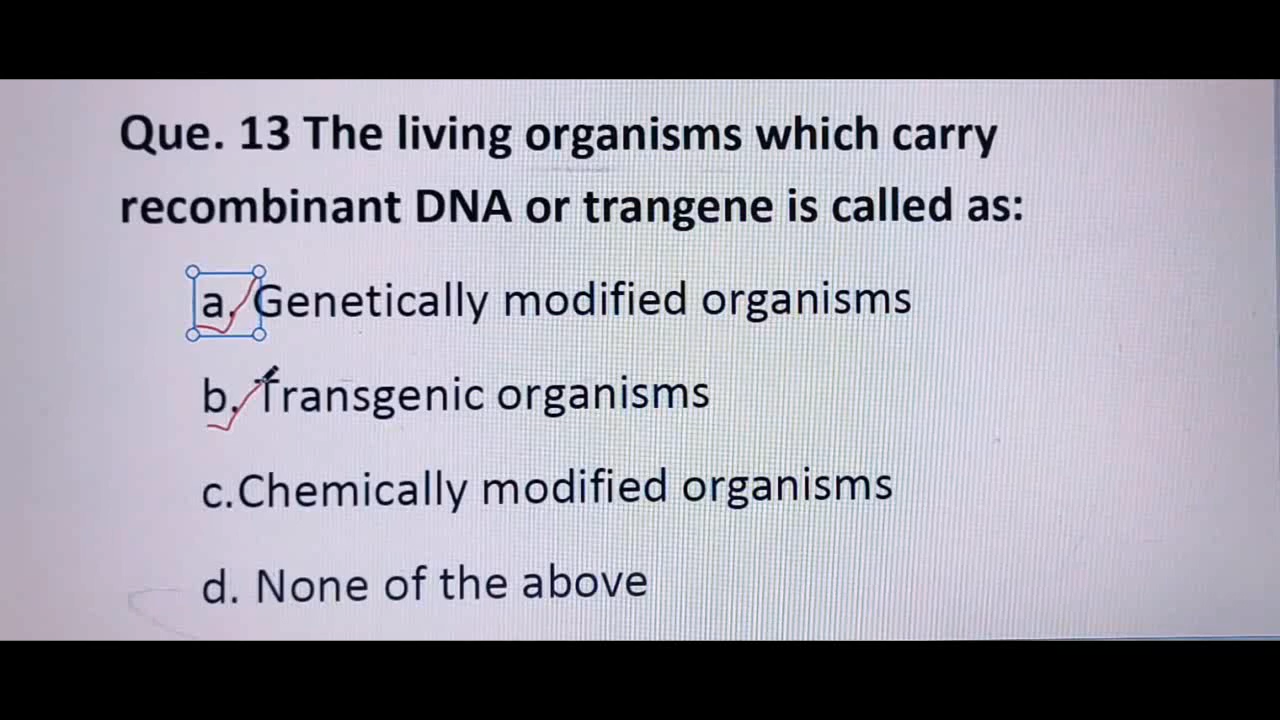 Que. 13 The living organisms which carry
recombinant DNA or trangene is called as:
a. Genetically modified organisms
b. Transgenic organisms
c.Chemically modified organisms
d. None of the above